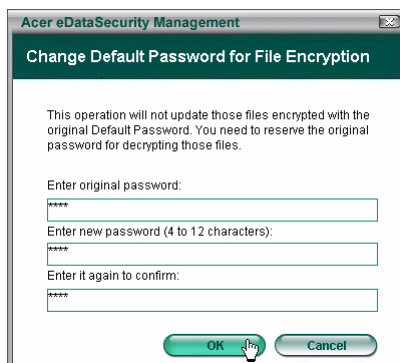 Acer eDataSecurity Management
Change Default Password for File Encryption
This operation will not update those files encrypted with the
original Default Password. You need to reserve the original
password for decrypting those files.
Enter original password:
****
Enter new password (4 to 12 characters):
****
Enter it again to confirm:
****
OK
Cancel